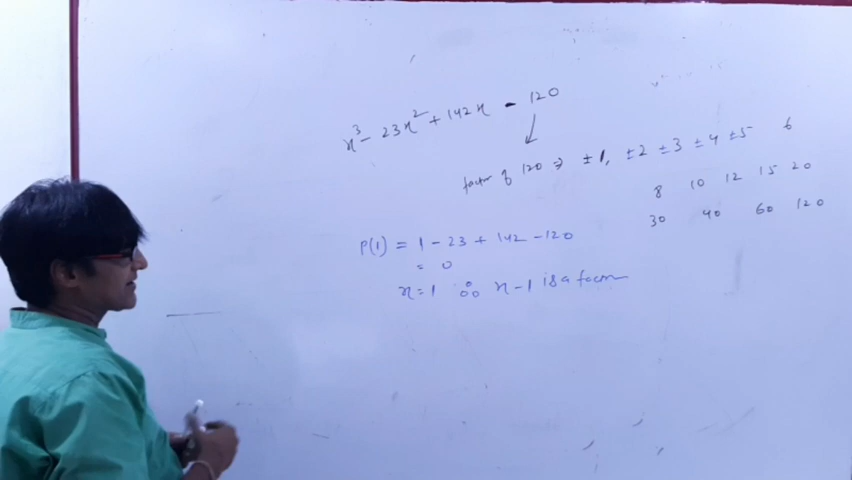 x³ - 23x² + 142x - 120
factor of 120 ⇒ ±1, ±2 ±3 ±4 ±5 6
8 10 12 15 20
30 40 60 120
P(1) = 1 - 23 + 142 - 120
= 0
x = 1 ∴ x - 1 is a factor